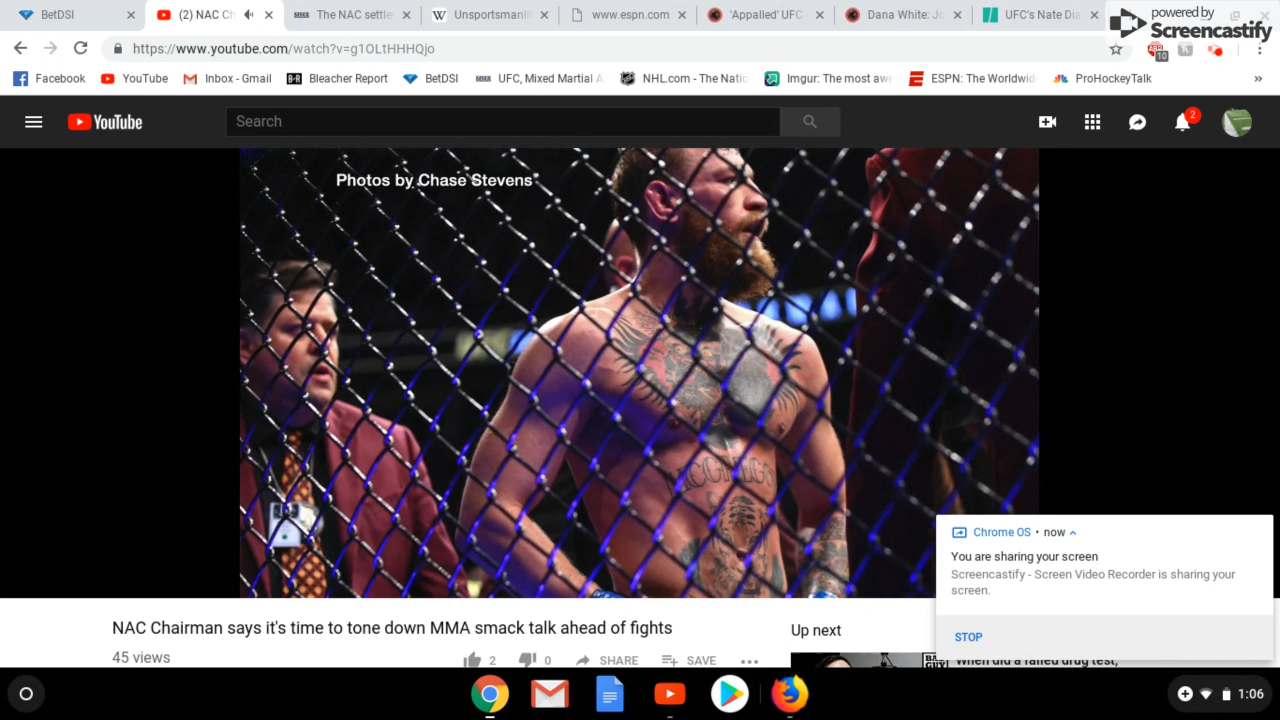 BetDSI
(2) NAC Ch
The NAC settle
Unsportsmanli
www.espn.com
'Appalled' UFC
Dana White: Jo
UFC's Nate Dia
powered by
Screencastify
https://www.youtube.com/watch?v=g1OLtHHHQjo
10
Facebook
YouTube
Inbox - Gmail
B·R
Bleacher Report
BetDSI
UFC, Mixed Martial A
NHL.com - The Natio
Imgur: The most awe
ESPN: The Worldwid
ProHockeyTalk
»
YouTube
Search
2
Photos by Chase Stevens
MCGREGOR
Chrome OS • now
You are sharing your screen
Screencastify - Screen Video Recorder is sharing your
screen.
STOP
NAC Chairman says it's time to tone down MMA smack talk ahead of fights
45 views
2
0
SHARE
SAVE
Up next
BAD
GUY
When did a failed drug test,
1:06